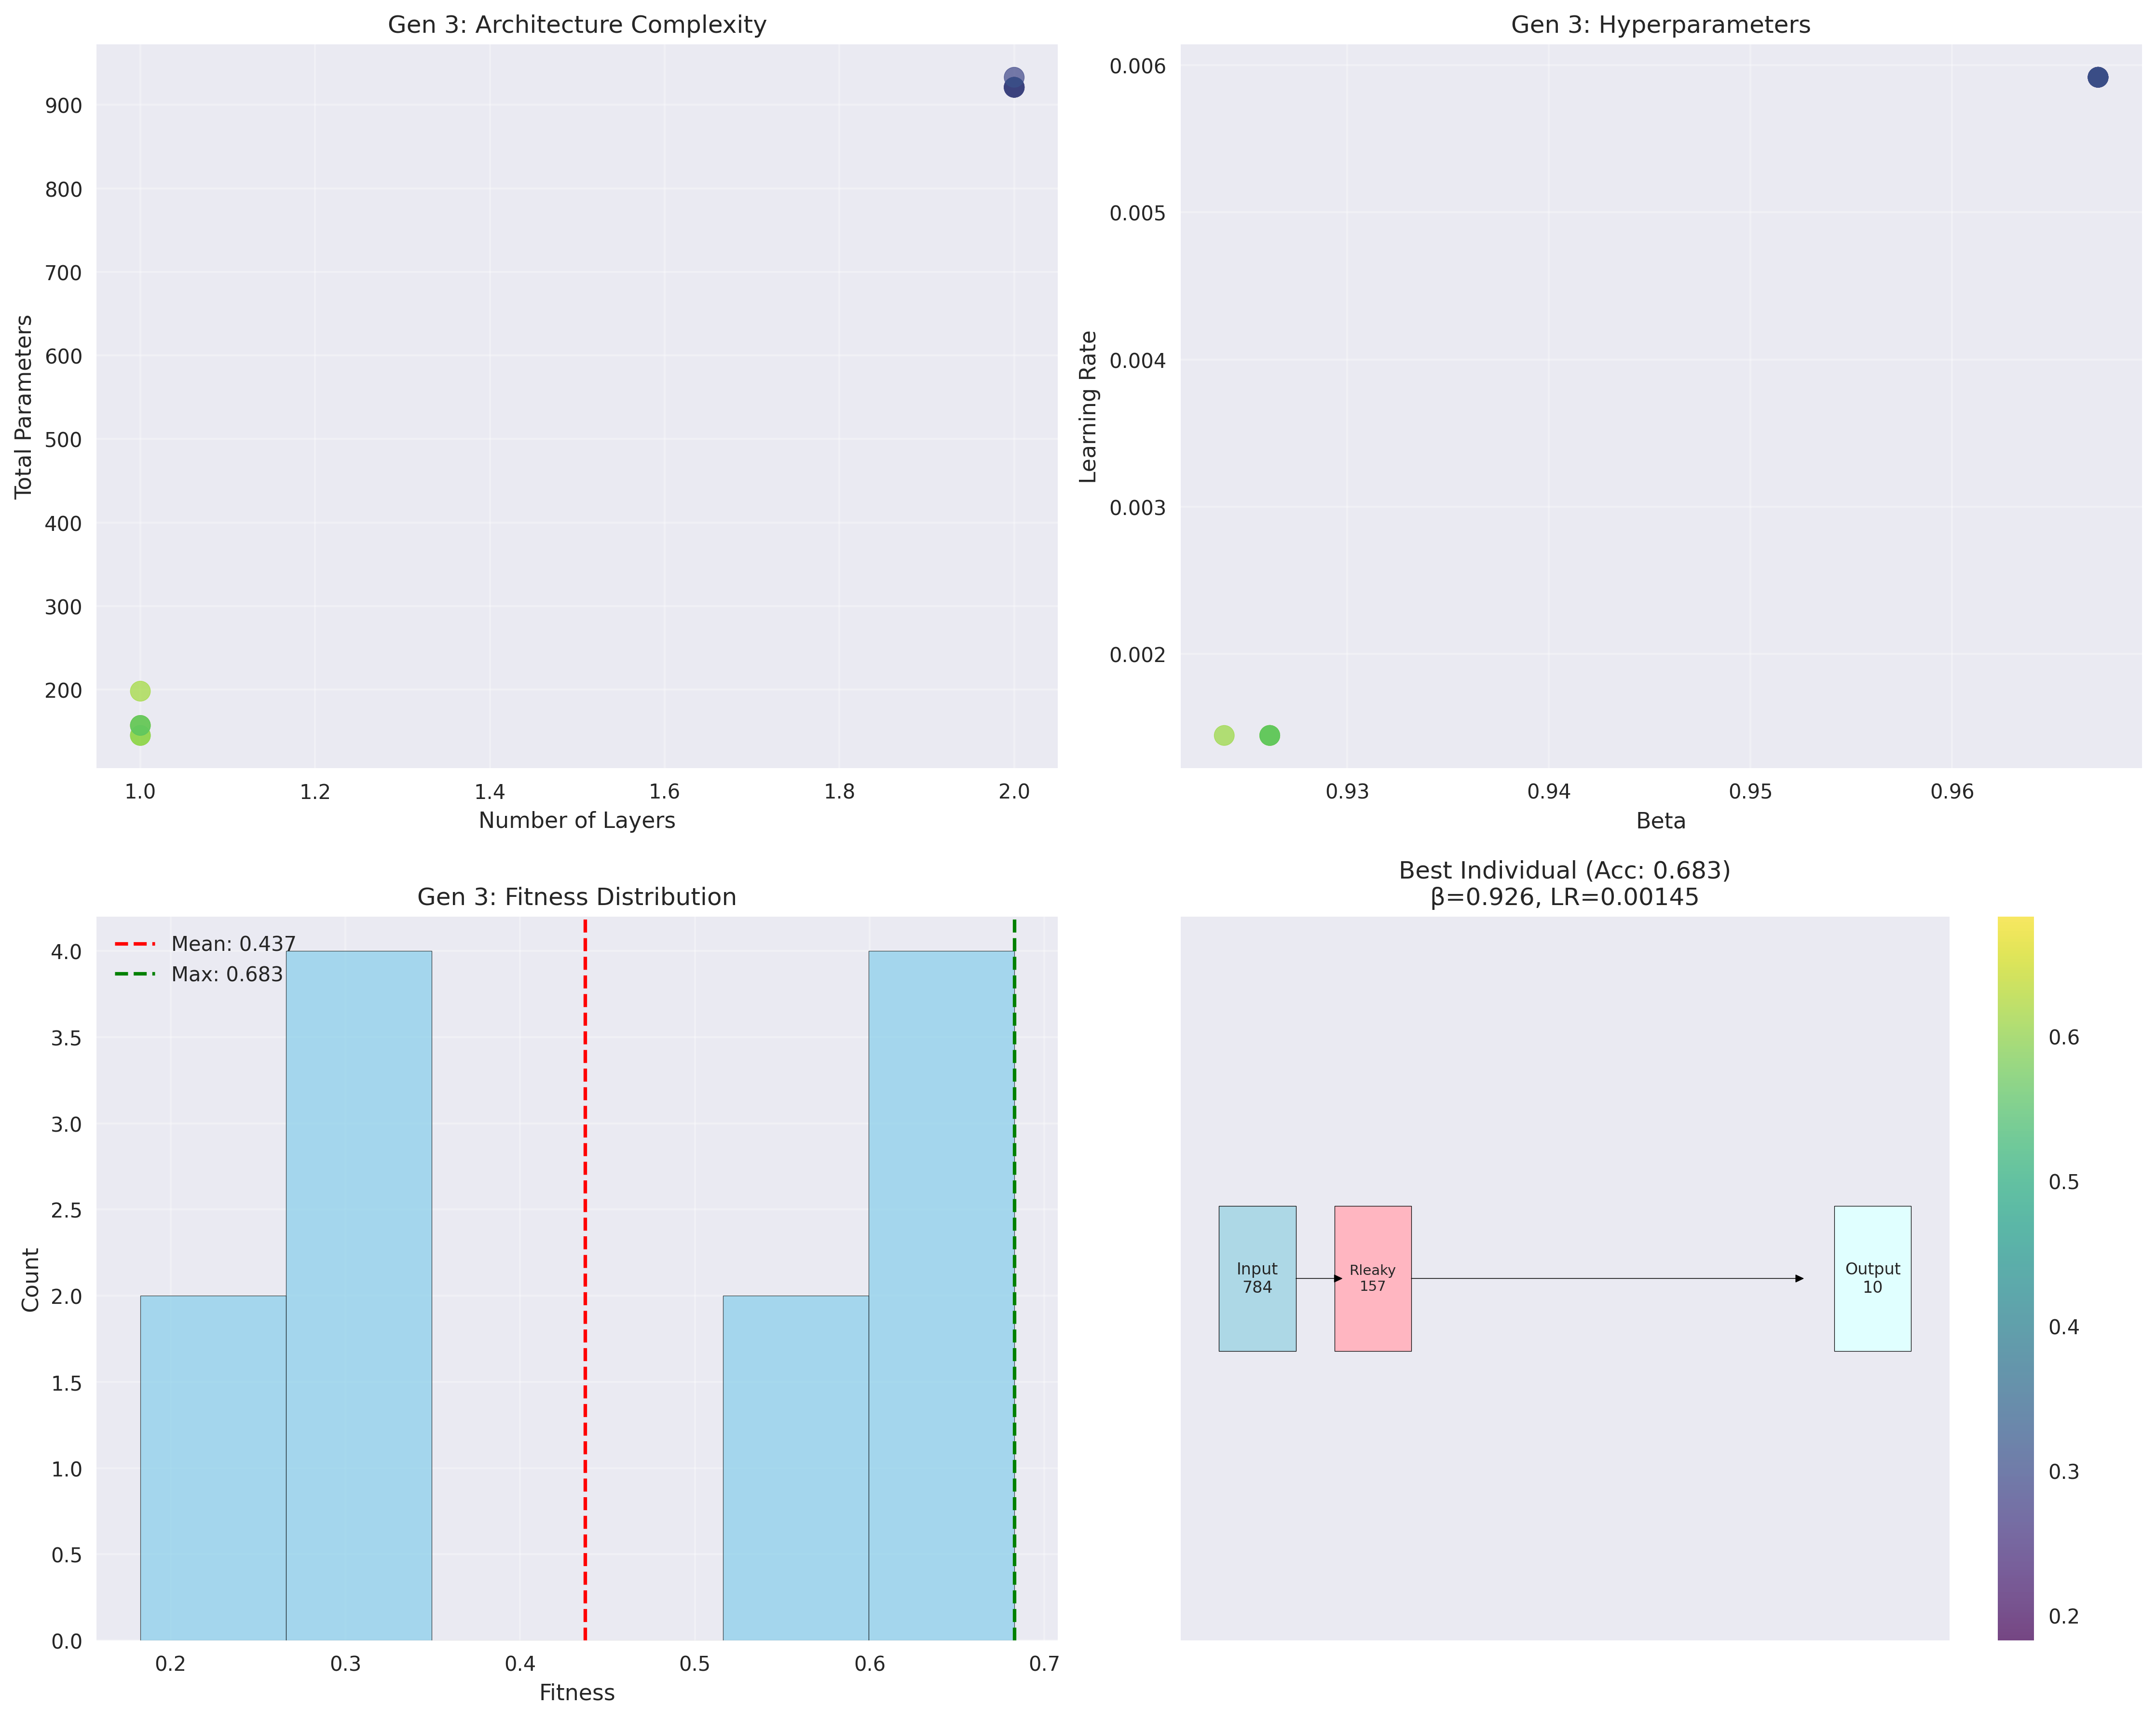 Gen 3: Architecture Complexity
900
800
700
600
500
400
300
200
Total Parameters
1.0
1.2
1.4
1.6
1.8
2.0
Number of Layers
Gen 3: Hyperparameters
0.006
0.005
0.004
0.003
0.002
Learning Rate
0.93
0.94
0.95
0.96
Beta
Gen 3: Fitness Distribution
Mean: 0.437
Max: 0.683
4.0
3.5
3.0
2.5
2.0
1.5
1.0
0.5
0.0
Count
0.2
0.3
0.4
0.5
0.6
0.7
Fitness
Best Individual (Acc: 0.683)
β=0.926, LR=0.00145
Input
784
Rleaky
157
Output
10
0.6
0.5
0.4
0.3
0.2